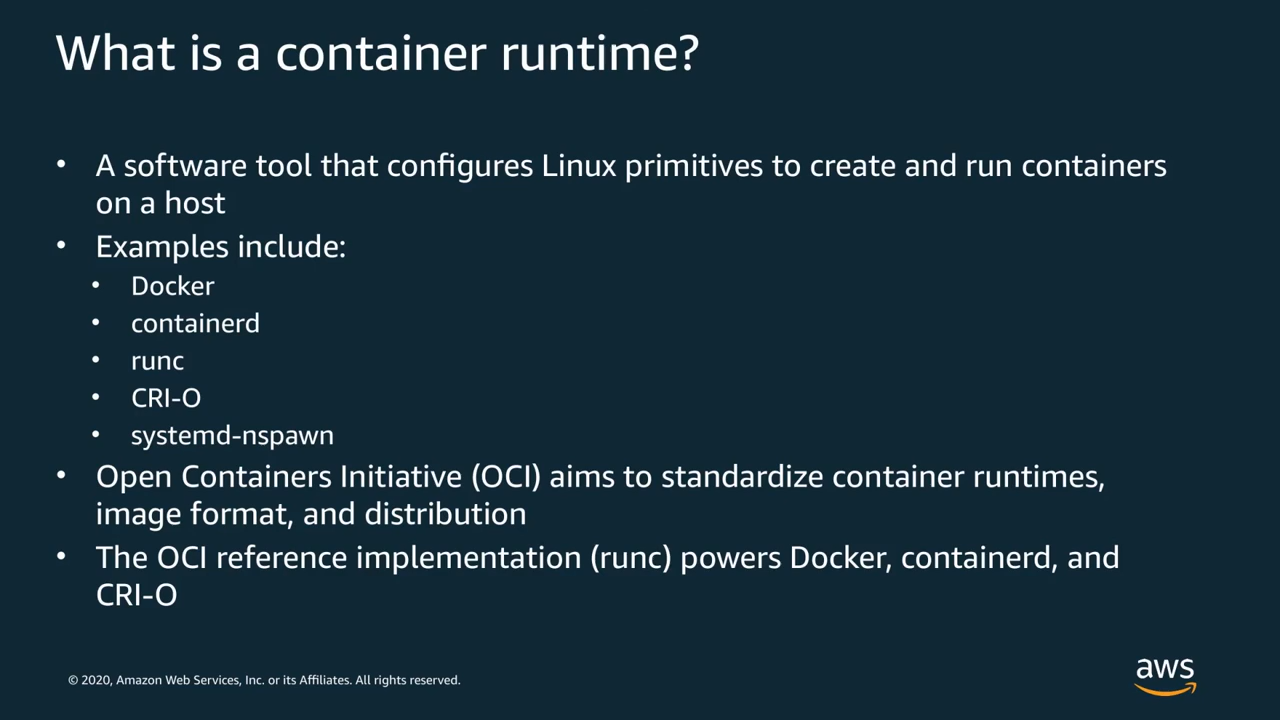 What is a container runtime?
• A software tool that configures Linux primitives to create and run containers
on a host
• Examples include:
• Docker
• containerd
• runc
• CRI-O
• systemd-nspawn
• Open Containers Initiative (OCI) aims to standardize container runtimes,
image format, and distribution
• The OCI reference implementation (runc) powers Docker, containerd, and
CRI-O
© 2020, Amazon Web Services, Inc. or its Affiliates. All rights reserved.
aws